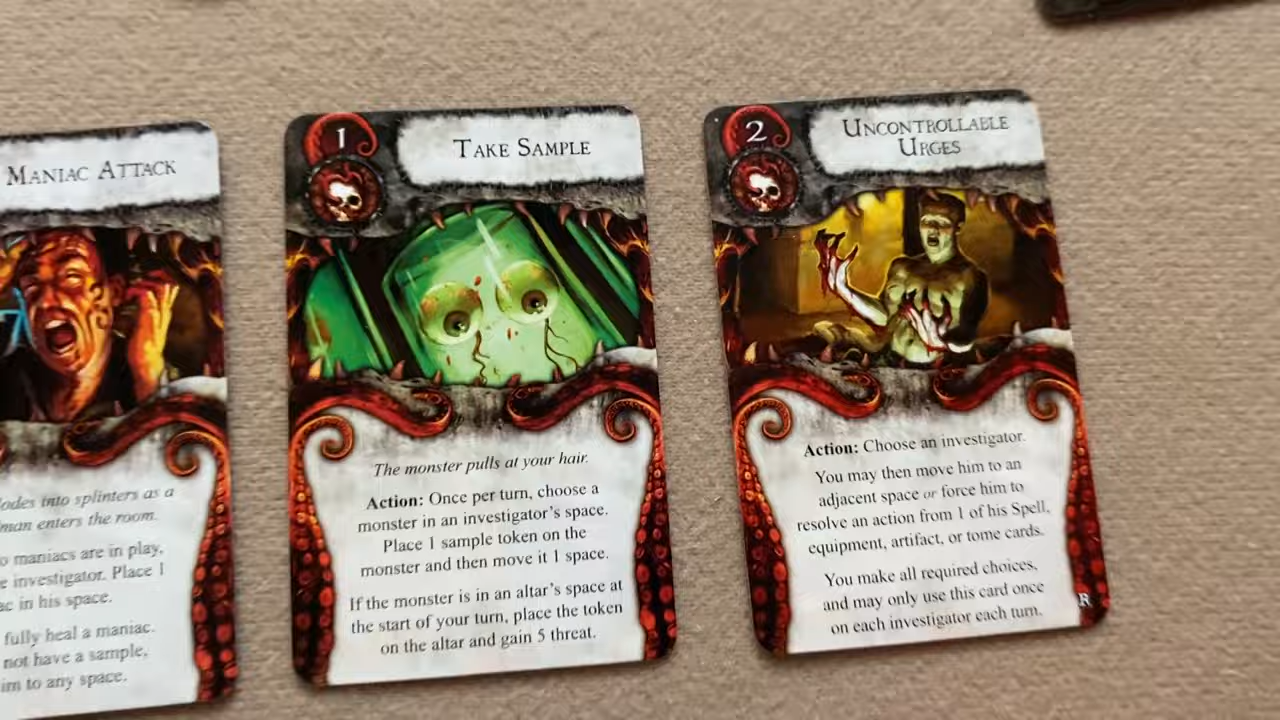 MANIAC ATTACK
into splinters as a
enters the room.
maniacs are in play,
investigator. Place 1
in his space.
fully heal a maniac.
not have a sample,
to any space.
1
TAKE SAMPLE
The monster pulls at your hair.
Action: Once per turn, choose a
monster in an investigator's space.
Place 1 sample token on the
monster and then move it 1 space.
If the monster is in an altar's space at
the start of your turn, place the token
on the altar and gain 5 threat.
2
UNCONTROLLABLE
URGES
Action: Choose an investigator.
You may then move him to an
adjacent space or force him to
resolve an action from 1 of his Spell,
equipment, artifact, or tome cards.
You make all required choices,
and may only use this card once
on each investigator each turn.
R